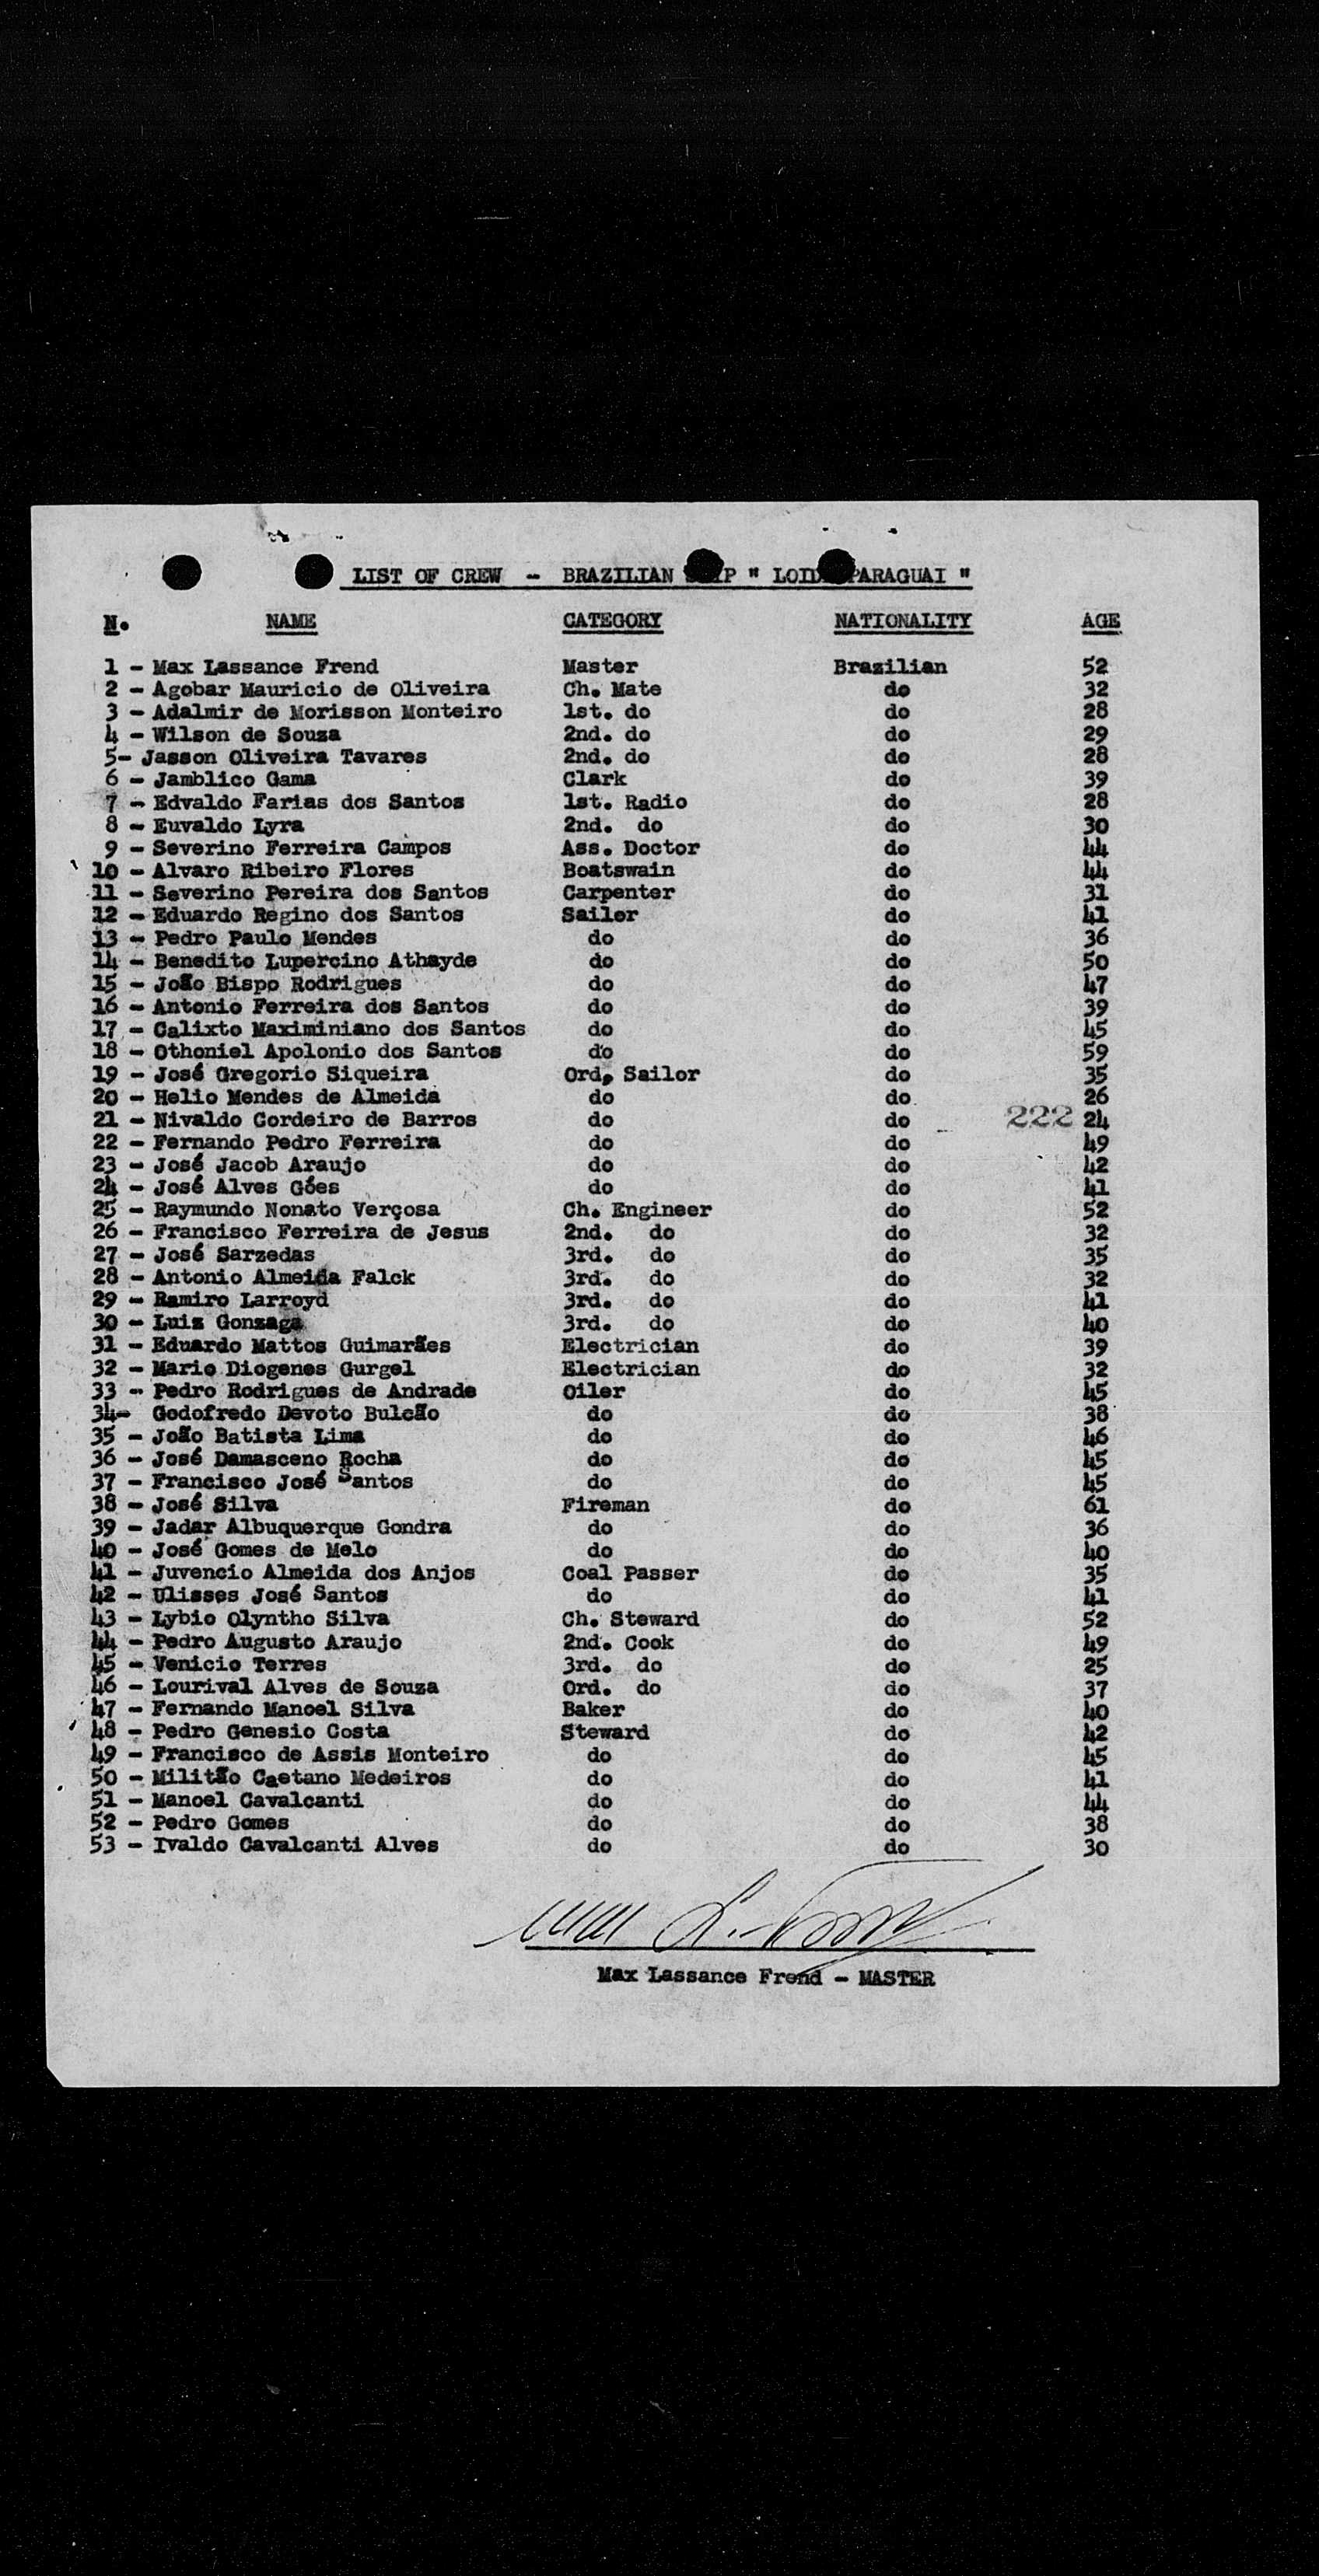 LIST OF CREW - BRAZILIAN " PARAGUAI "
N. NAME CATEGORY NATIONALITY AGE
1 - Max Lassance Frend Master Brazilian 52
2 - Agobar Mauricio de Oliveira Ch. Mate do 32
3 - Adalmir de Morisson Monteiro 1st. do do 28
4 - Wilson de Souza 2nd. do do 29
5- Jasson Oliveira Tavares 2nd. do do 28
6 - Jamblico Gama Clark do 39
7 - Edvaldo Farias dos Santos 1st. Radio do 28
8 - Euvaldo Lyra 2nd. do do 30
9 - Severino Ferreira Campos Ass. Doctor do 44
10 - Alvaro Ribeiro Flores Boatswain do 44
11 - Severino Pereira dos Santos Carpenter do 31
12 - Eduardo Regino dos Santos Sailor do 41
13 - Pedro Paulo Mendes do do 36
14 - Benedito Lupercino Athayde do do 50
15 - João Bispo Rodrigues do do 47
16 - Antonio Ferreira dos Santos do do 39
17 - Calixto Maximiniano dos Santos do do 45
18 - Othoniel Apolonio dos Santos do do 59
19 - José Gregorio Siqueira Ord, Sailor do 35
20 - Helio Mendes de Almeida do do 26
21 - Nivaldo Cordeiro de Barros do do 222 24
22 - Fernando Pedro Ferreira do do 49
23 - José Jacob Araujo do do 42
24 - José Alves Góes do do 41
25 - Raymundo Nonato Verçosa Ch. Engineer do 52
26 - Francisco Ferreira de Jesus 2nd. do do 32
27 - José Sarzedas 3rd. do do 35
28 - Antonio Almeida Falck 3rd. do do 32
29 - Ramiro Larroyd 3rd. do do 41
30 - Luiz Gonzaga 3rd. do do 40
31 - Eduardo Mattos Guimarães Electrician do 39
32 - Mario Diogenes Gurgel Electrician do 32
33 - Pedro Rodrigues de Andrade Oiler do 45
34- Godofredo Devoto Bulcão do do 38
35 - João Batista Lima do do 46
36 - José Damasceno Rocha do do 45
37 - Francisco José Santos do do 45
38 - José Silva Fireman do 61
39 - Jadar Albuquerque Gondra do do 36
40 - José Gomes de Melo do do 40
41 - Juvencio Almeida dos Anjos Coal Passer do 35
42 - Ulisses José Santos do do 41
43 - Lybio Olyntho Silva Ch. Steward do 52
44 - Pedro Augusto Araujo 2nd. Cook do 49
45 - Venicio Terres 3rd. do do 25
46 - Lourival Alves de Souza Ord. do do 37
47 - Fernando Manoel Silva Baker do 40
48 - Pedro Genesio Costa Steward do 42
49 - Francisco de Assis Monteiro do do 45
50 - Militão Caetano Medeiros do do 41
51 - Manoel Cavalcanti do do 44
52 - Pedro Gomes do do 38
53 - Ivaldo Cavalcanti Alves do do 30
Max Lassance Frend - MASTER